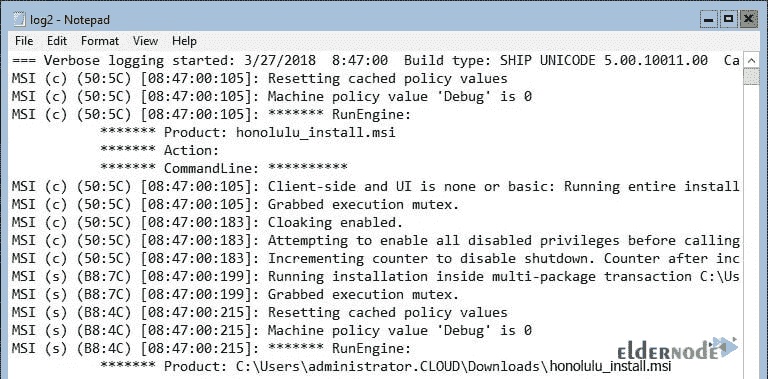 log2 - Notepad
File Edit Format View Help
=== Verbose logging started: 3/27/2018  8:47:00  Build type: SHIP UNICODE 5.00.10011.00  Ca
MSI (c) (50:5C) [08:47:00:105]: Resetting cached policy values
MSI (c) (50:5C) [08:47:00:105]: Machine policy value 'Debug' is 0
MSI (c) (50:5C) [08:47:00:105]: ******* RunEngine:
******* Product: honolulu_install.msi
******* Action:
******* CommandLine: **********
MSI (c) (50:5C) [08:47:00:105]: Client-side and UI is none or basic: Running entire install
MSI (c) (50:5C) [08:47:00:105]: Grabbed execution mutex.
MSI (c) (50:5C) [08:47:00:183]: Cloaking enabled.
MSI (c) (50:5C) [08:47:00:183]: Attempting to enable all disabled privileges before calling
MSI (c) (50:5C) [08:47:00:183]: Incrementing counter to disable shutdown. Counter after inc
MSI (s) (B8:7C) [08:47:00:199]: Running installation inside multi-package transaction C:\Us
MSI (s) (B8:7C) [08:47:00:199]: Grabbed execution mutex.
MSI (s) (B8:4C) [08:47:00:215]: Resetting cached policy values
MSI (s) (B8:4C) [08:47:00:215]: Machine policy value 'Debug' is 0
MSI (s) (B8:4C) [08:47:00:215]: ******* RunEngine:
******* Product: C:\Users\administrator.CLOUD\Downloads\honolulu_install.msi
ELDERNODE